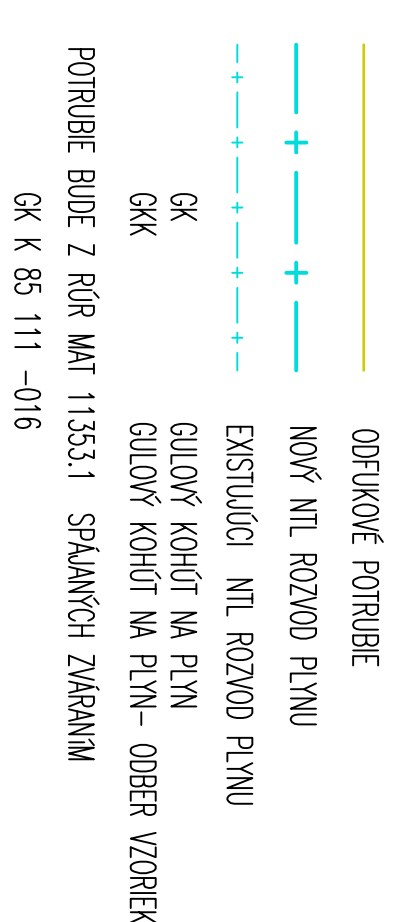 ODFUKOVÉ POTRUBIE
NOVÝ NTL ROZVOD PLYNU
EXISTUJÚCI NTL ROZVOD PLYNU
GK GULOVÝ KOHÚT NA PLYN
GKK GULOVÝ KOHÚT NA PLYN– ODBER VZORIEK
POTRUBIE BUDE Z RÚR MAT 11353.1 SPÁJANÝCH ZVÁRANíM
GK K 85 111 –016